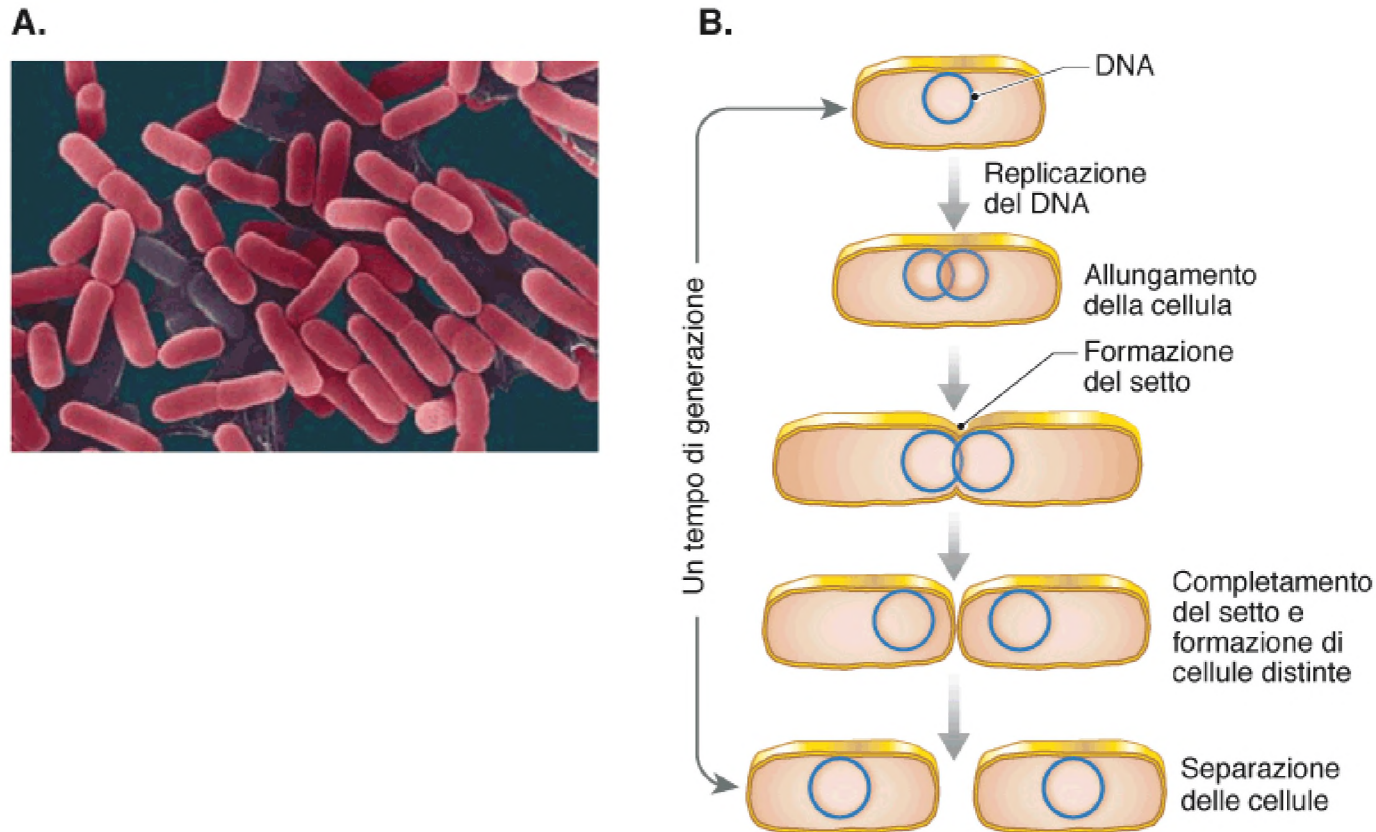 A.
B.
DNA
Replicazione
del DNA
Allungamento
della cellula
Formazione
del setto
Un tempo di generazione
Completamento
del setto e
formazione di
cellule distinte
Separazione
delle cellule